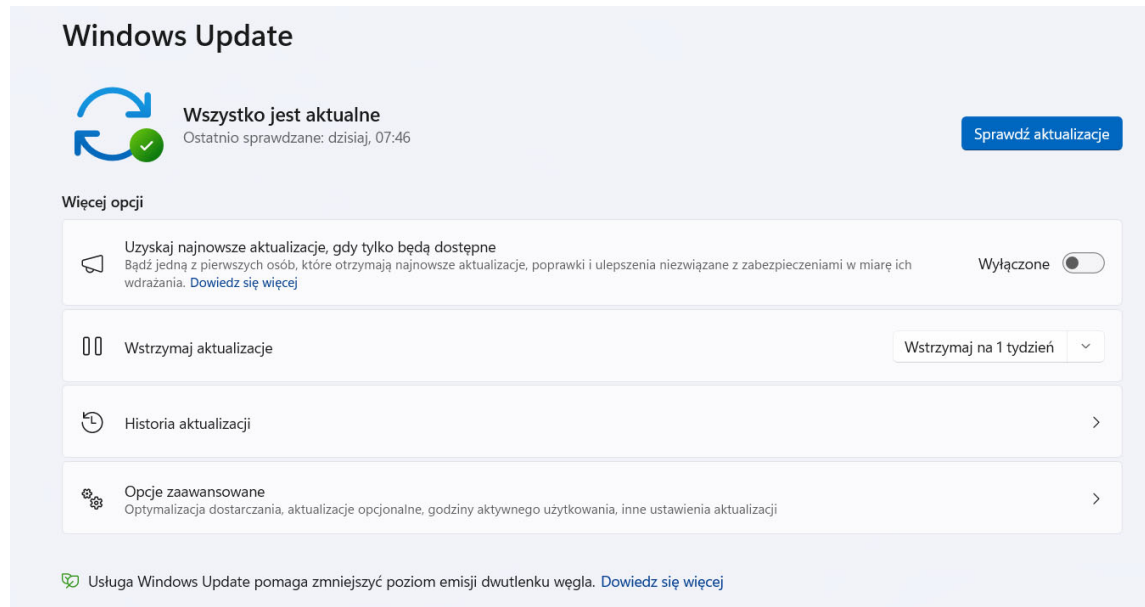 Windows Update
Wszystko jest aktualne
Ostatnio sprawdzane: dzisiaj, 07:46
Sprawdź aktualizacje
Więcej opcji
Uzyskaj najnowsze aktualizacje, gdy tylko będą dostępne
Bądź jedną z pierwszych osób, które otrzymają najnowsze aktualizacje, poprawki i ulepszenia niezwiązane z zabezpieczeniami w miarę ich
wdrażania. Dowiedz się więcej
Wyłączone
Wstrzymaj aktualizacje
Wstrzymaj na 1 tydzień
Historia aktualizacji
Opcje zaawansowane
Optymalizacja dostarczania, aktualizacje opcjonalne, godziny aktywnego użytkowania, inne ustawienia aktualizacji
Usługa Windows Update pomaga zmniejszyć poziom emisji dwutlenku węgla. Dowiedz się więcej